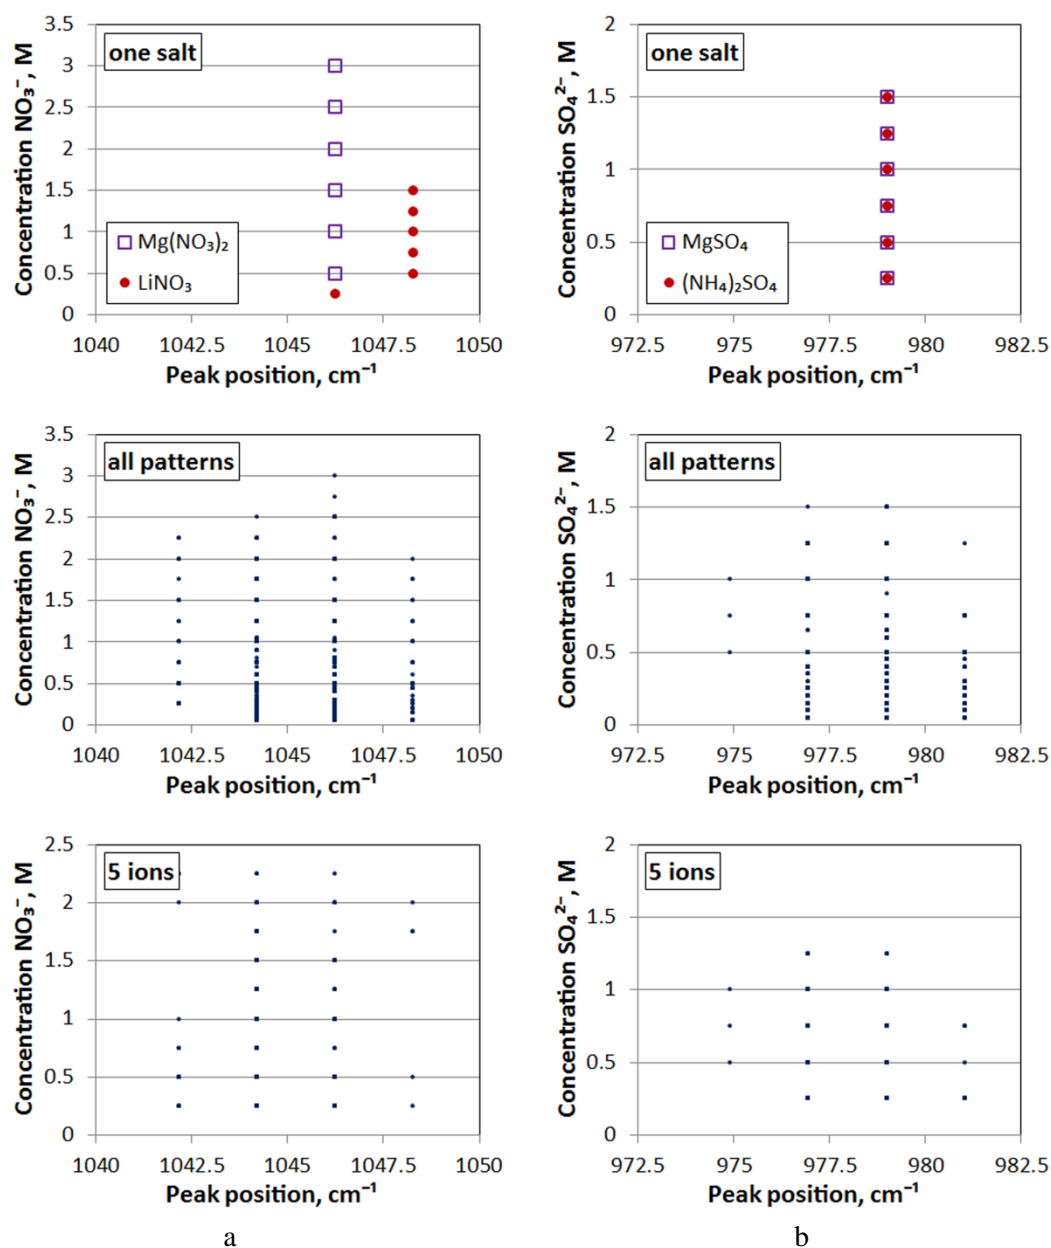 Concentration NO₃⁻, M
3.5
3
2.5
2
1.5
1
0.5
0
one salt
Mg(NO₃)₂
LiNO₃
1040 1042.5 1045 1047.5 1050
Peak position, cm⁻¹
Concentration SO₄²⁻, M
2
1.5
1
0.5
0
one salt
MgSO₄
(NH₄)₂SO₄
972.5 975 977.5 980 982.5
Peak position, cm⁻¹
Concentration NO₃⁻, M
3.5
3
2.5
2
1.5
1
0.5
0
all patterns
1040 1042.5 1045 1047.5 1050
Peak position, cm⁻¹
Concentration SO₄²⁻, M
2
1.5
1
0.5
0
all patterns
972.5 975 977.5 980 982.5
Peak position, cm⁻¹
Concentration NO₃⁻, M
2.5
2
1.5
1
0.5
0
5 ions
1040 1042.5 1045 1047.5 1050
Peak position, cm⁻¹
a
Concentration SO₄²⁻, M
2
1.5
1
0.5
0
5 ions
972.5 975 977.5 980 982.5
Peak position, cm⁻¹
b